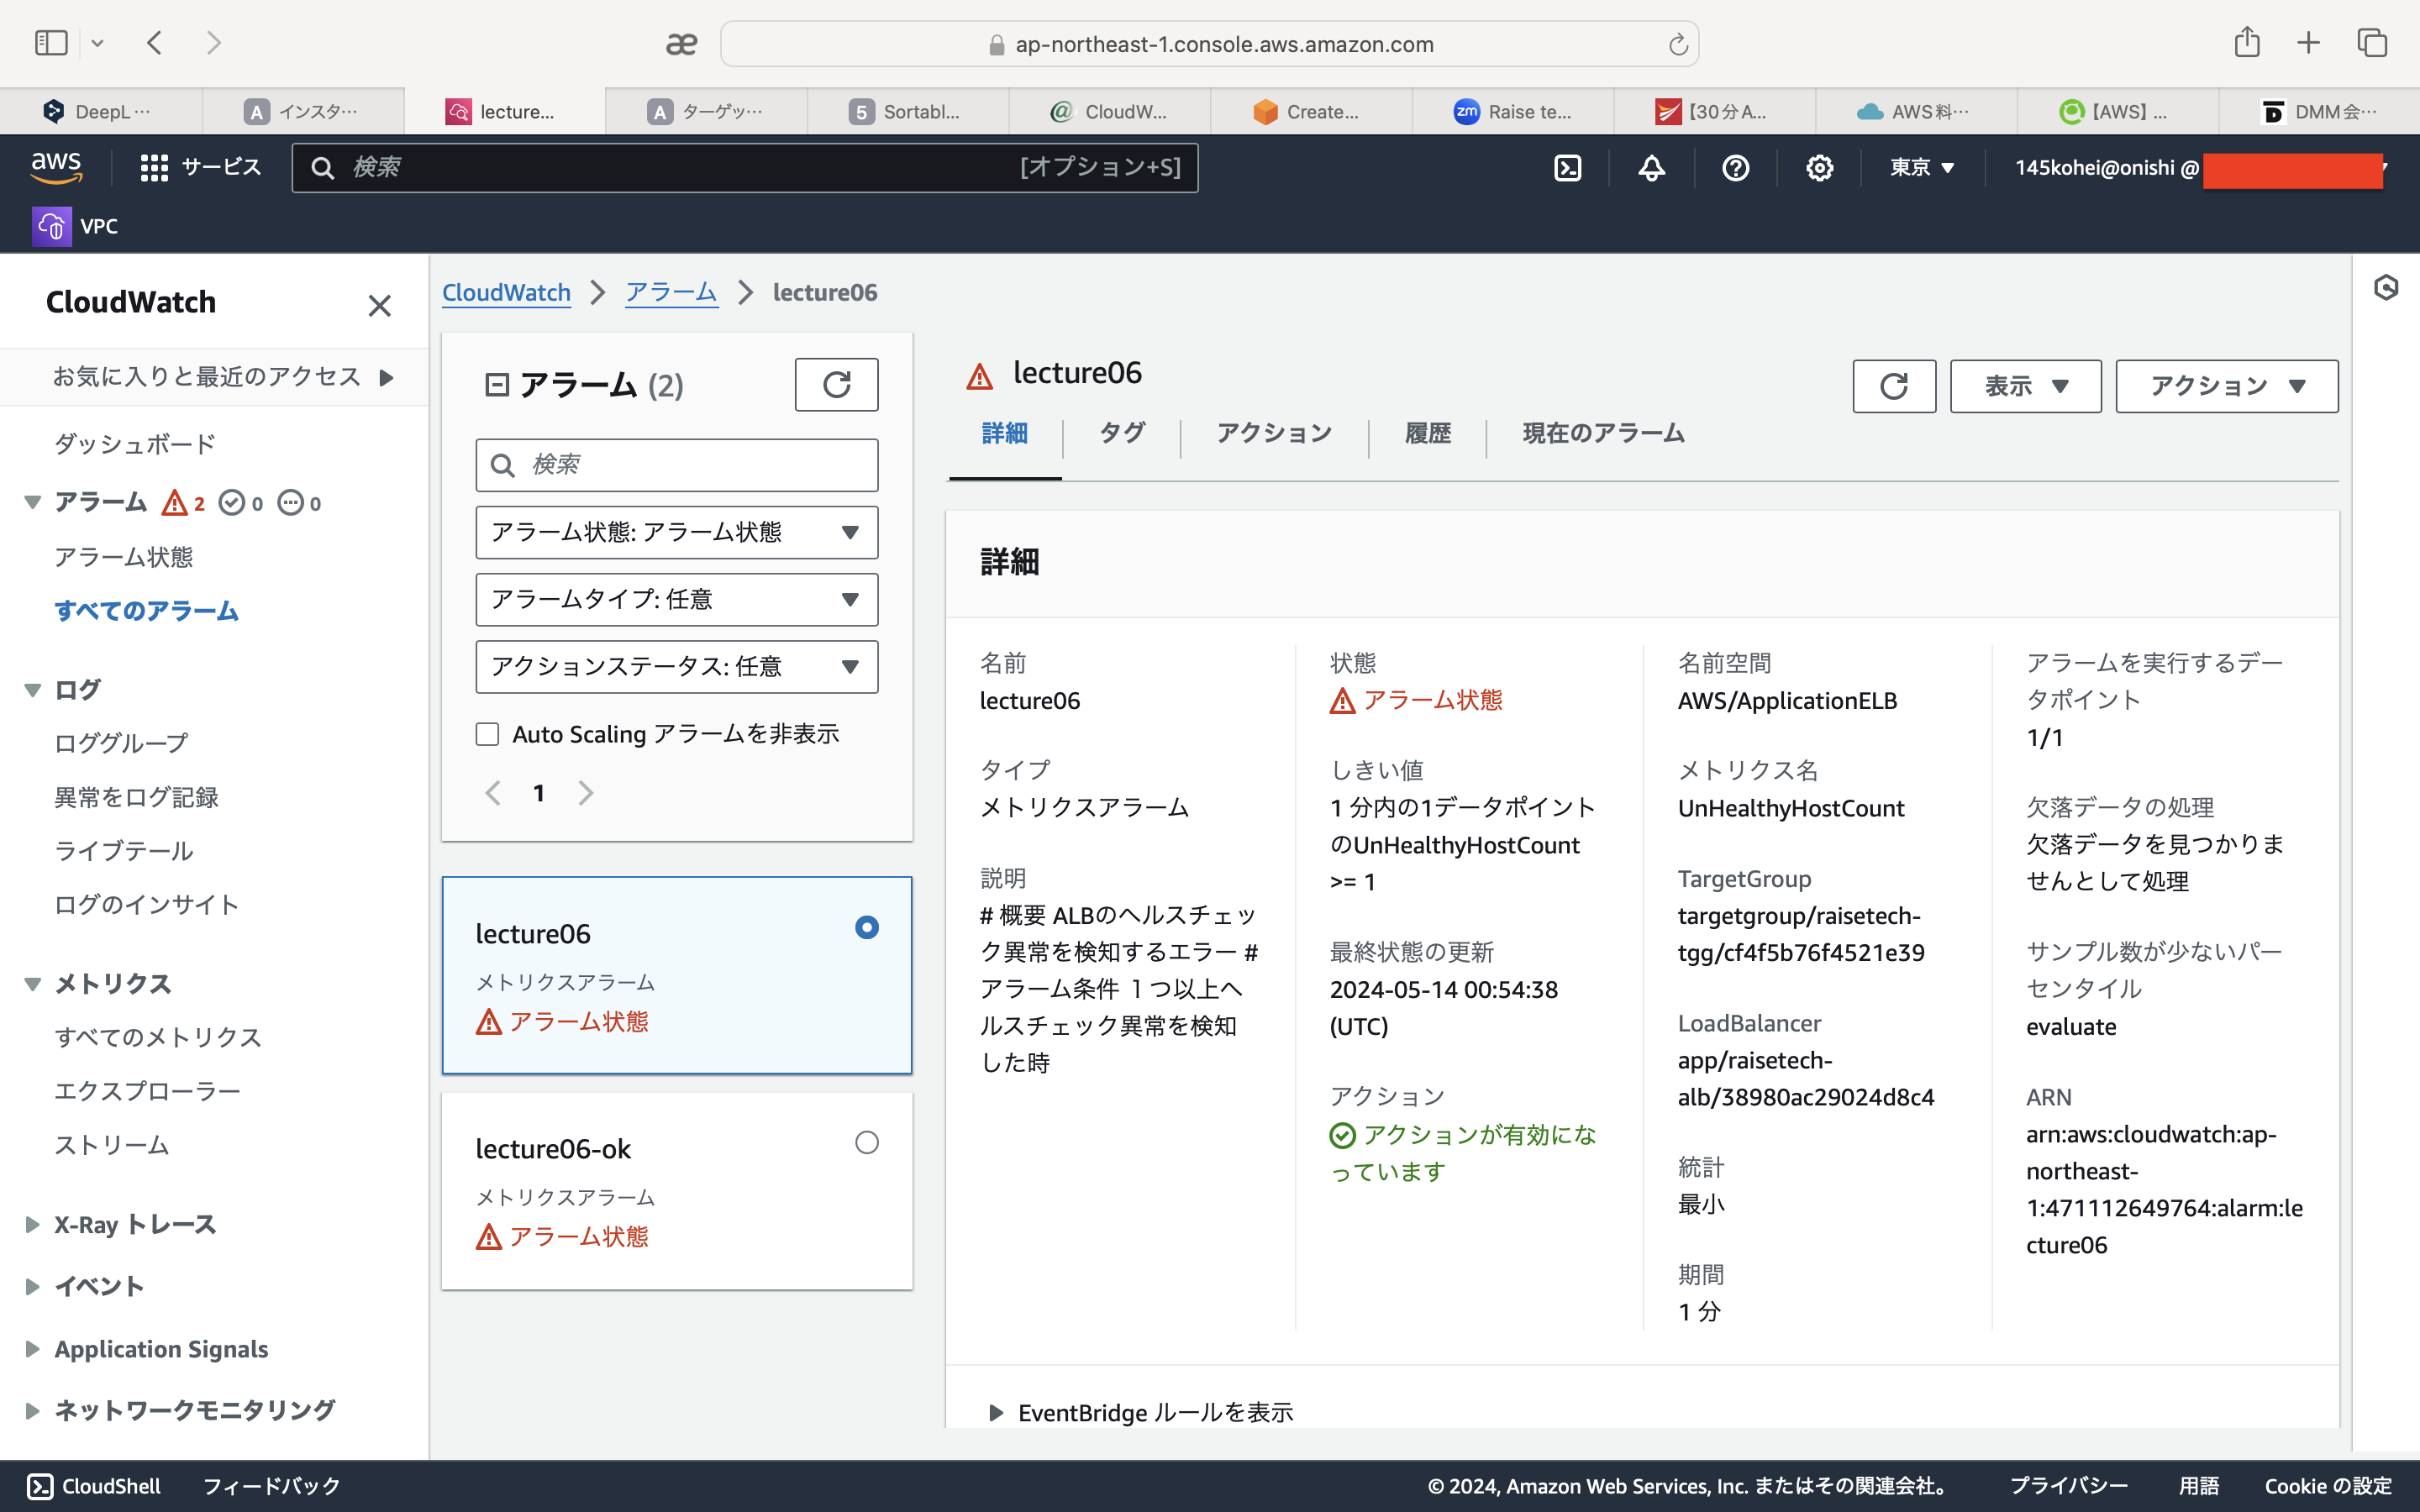 ap-northeast-1.console.aws.amazon.com
DeepL …
インスタ…
lecture...
ターゲッ…
Sortabl...
CloudW...
Create...
Raise te...
【30分A...
AWS料…
【AWS】...
DMM会…
aws
サービス
検索
[オプション+S]
東京
145kohei@onishi @
VPC
CloudWatch
お気に入りと最近のアクセス
ダッシュボード
アラーム 2 0 0
アラーム状態
すべてのアラーム
ログ
ロググループ
異常をログ記録
ライブテール
ログのインサイト
メトリクス
すべてのメトリクス
エクスプローラー
ストリーム
X-Ray トレース
イベント
Application Signals
ネットワークモニタリング
CloudWatch
アラーム
lecture06
アラーム (2)
検索
アラーム状態: アラーム状態
アラームタイプ: 任意
アクションステータス: 任意
Auto Scaling アラームを非表示
1
lecture06
メトリクスアラーム
アラーム状態
lecture06-ok
メトリクスアラーム
アラーム状態
lecture06
表示
アクション
詳細
タグ
アクション
履歴
現在のアラーム
詳細
名前
lecture06
タイプ
メトリクスアラーム
説明
# 概要 ALBのヘルスチェッ
ク異常を検知するエラー #
アラーム条件 １つ以上ヘ
ルスチェック異常を検知
した時
状態
アラーム状態
しきい値
1 分内の1データポイント
のUnHealthyHostCount
>= 1
最終状態の更新
2024-05-14 00:54:38
(UTC)
アクション
アクションが有効にな
っています
名前空間
AWS/ApplicationELB
メトリクス名
UnHealthyHostCount
TargetGroup
targetgroup/raisetech-
tgg/cf4f5b76f4521e39
LoadBalancer
app/raisetech-
alb/38980ac29024d8c4
統計
最小
期間
1 分
アラームを実行するデー
タポイント
1/1
欠落データの処理
欠落データを見つかりま
せんとして処理
サンプル数が少ないパー
センタイル
evaluate
ARN
arn:aws:cloudwatch:ap-
northeast-
1:471112649764:alarm:le
cture06
EventBridge ルールを表示
CloudShell
フィードバック
© 2024, Amazon Web Services, Inc. またはその関連会社。
プライバシー
用語
Cookie の設定